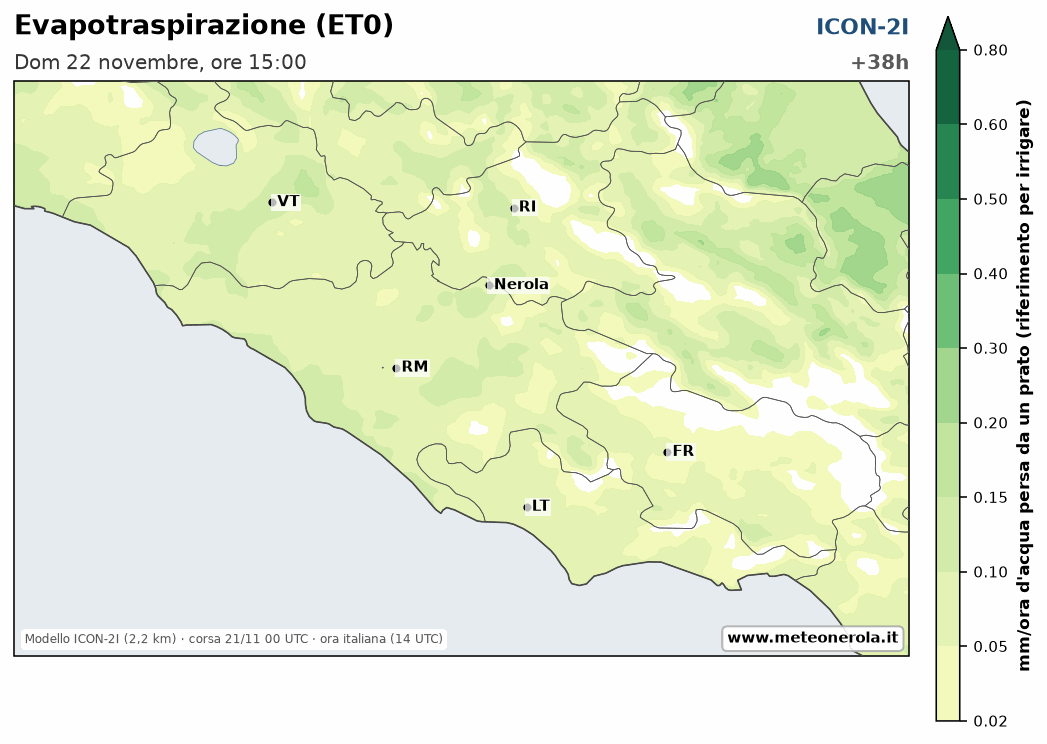 Evapotraspirazione (ET0)
ICON-2I
Dom 22 novembre, ore 15:00
+38h
VT
RI
Nerola
RM
FR
LT
Modello ICON-2I (2,2 km) · corsa 21/11 00 UTC · ora italiana (14 UTC)
www.meteonerola.it
0.80
0.60
0.50
0.40
0.30
0.20
0.15
0.10
0.05
0.02
mm/ora d'acqua persa da un prato (riferimento per irrigare)